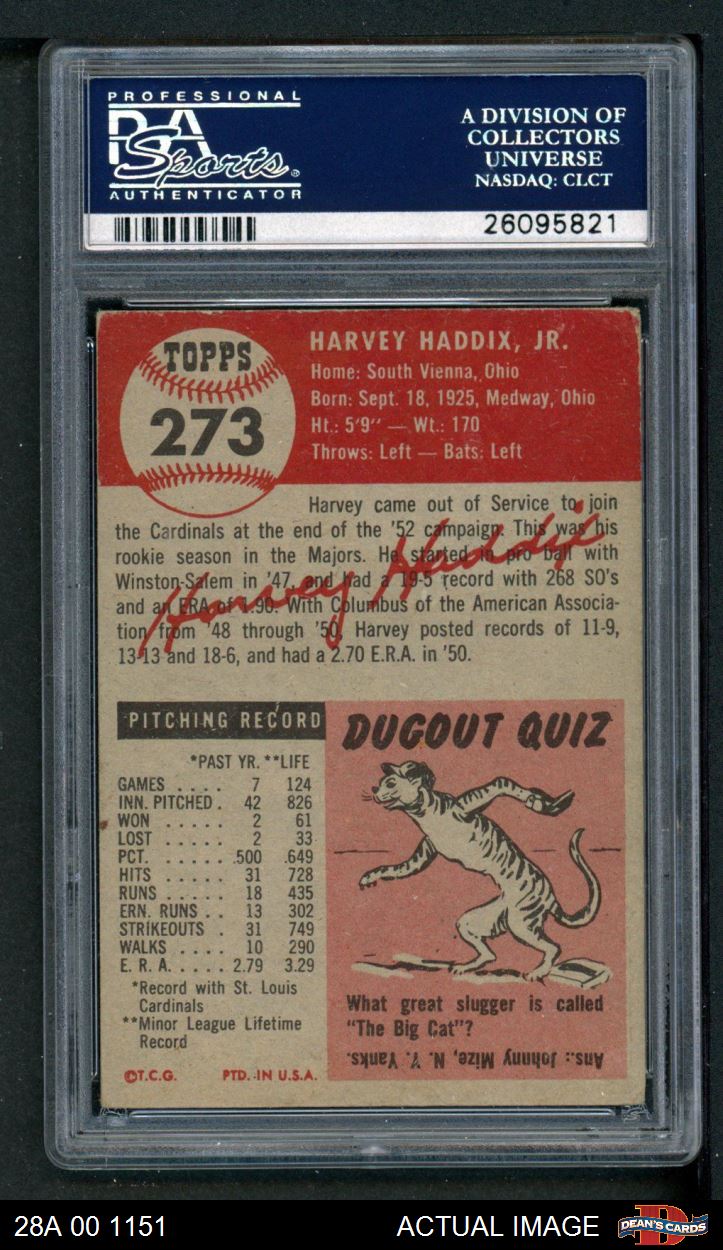 PROFESSIONAL
PSA
Sports®
AUTHENTICATOR
A DIVISION OF
COLLECTORS
UNIVERSE
NASDAQ: CLCT
26095821
TOPPS
273
HARVEY HADDIX, JR.
Home: South Vienna, Ohio
Born: Sept. 18, 1925, Medway, Ohio
Ht.: 5'9" — Wt.: 170
Throws: Left — Bats: Left
Harvey came out of Service to join
the Cardinals at the end of the '52 campaign. This was his
rookie season in the Majors. He started in pro ball with
Winston-Salem in '47, and had a 19-5 record with 268 SO's
and an ERA of 1.90. With Columbus of the American Associa-
tion from '48 through '50, Harvey posted records of 11-9,
13-13 and 18-6, and had a 2.70 E.R.A. in '50.
Harvey Haddix
PITCHING RECORD
*PAST YR. **LIFE
GAMES .... 7 124
INN. PITCHED . 42 826
WON ..... 2 61
LOST ..... 2 33
PCT. ..... .500 .649
HITS ..... 31 728
RUNS ..... 18 435
ERN. RUNS .. 13 302
STRIKEOUTS . 31 749
WALKS .... 10 290
E. R. A. .... 2.79 3.29
*Record with St. Louis
Cardinals
**Minor League Lifetime
Record
©T.C.G. PTD. IN U.S.A.
DUGOUT QUIZ
What great slugger is called
"The Big Cat"?
Ans.: Johnny Mize, N. Y. Yanks.
28A 00 1151
ACTUAL IMAGE
D
DEAN'S CARDS